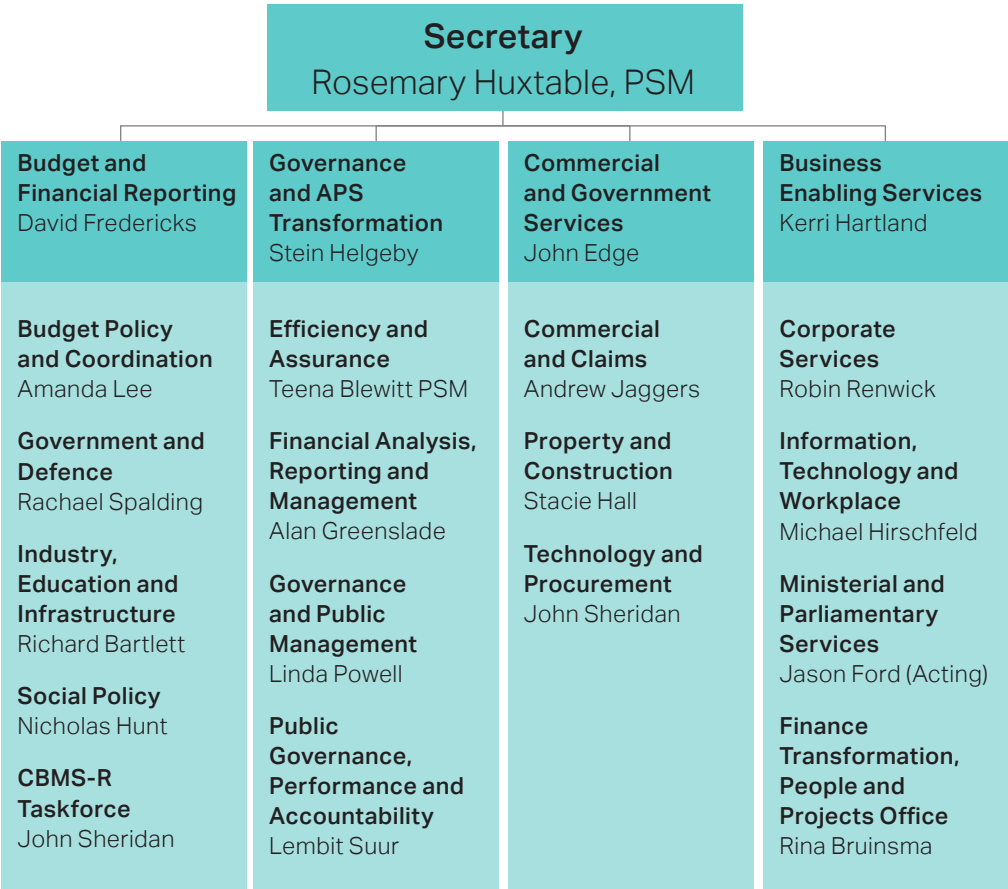 Secretary
Rosemary Huxtable, PSM
Budget and
Financial Reporting
David Fredericks
Budget Policy
and Coordination
Amanda Lee
Government and
Defence
Rachael Spalding
Industry,
Education and
Infrastructure
Richard Bartlett
Social Policy
Nicholas Hunt
CBMS-R
Taskforce
John Sheridan
Governance
and APS
Transformation
Stein Helgeby
Efficiency and
Assurance
Teena Blewitt PSM
Financial Analysis,
Reporting and
Management
Alan Greenslade
Governance
and Public
Management
Linda Powell
Public
Governance,
Performance and
Accountability
Lembit Suur
Commercial
and Government
Services
John Edge
Commercial
and Claims
Andrew Jaggers
Property and
Construction
Stacie Hall
Technology and
Procurement
John Sheridan
Business
Enabling Services
Kerri Hartland
Corporate
Services
Robin Renwick
Information,
Technology and
Workplace
Michael Hirschfeld
Ministerial and
Parliamentary
Services
Jason Ford (Acting)
Finance
Transformation,
People and
Projects Office
Rina Bruinsma